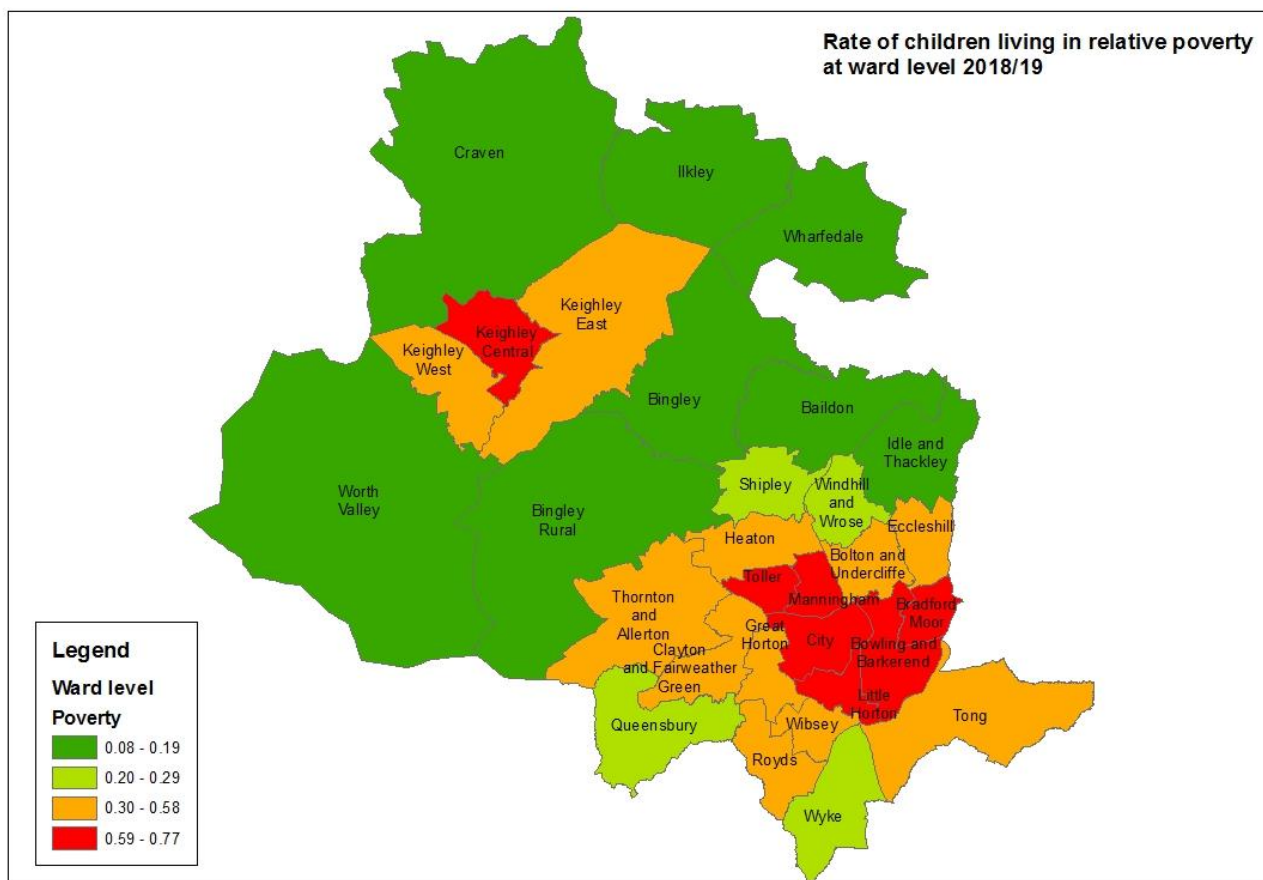 Rate of children living in relative poverty
at ward level 2018/19
Craven
Ilkley
Wharfedale
Keighley
East
Keighley
Central
Keighley
West
Bingley
Baildon
Idle and
Thackley
Shipley
Windhill
and
Wrose
Worth
Valley
Bingley
Rural
Eccleshill
Heaton
Bolton and
Undercliffe
Toller
Manningham
Bradford
Moor
Thornton
and
Allerton
Great
Horton
City
Bowling and
Barkerend
Clayton
and Fairweather
Green
Little
Horton
Queensbury
Wibsey
Tong
Royds
Wyke
Legend
Ward level
Poverty
0.08 - 0.19
0.20 - 0.29
0.30 - 0.58
0.59 - 0.77